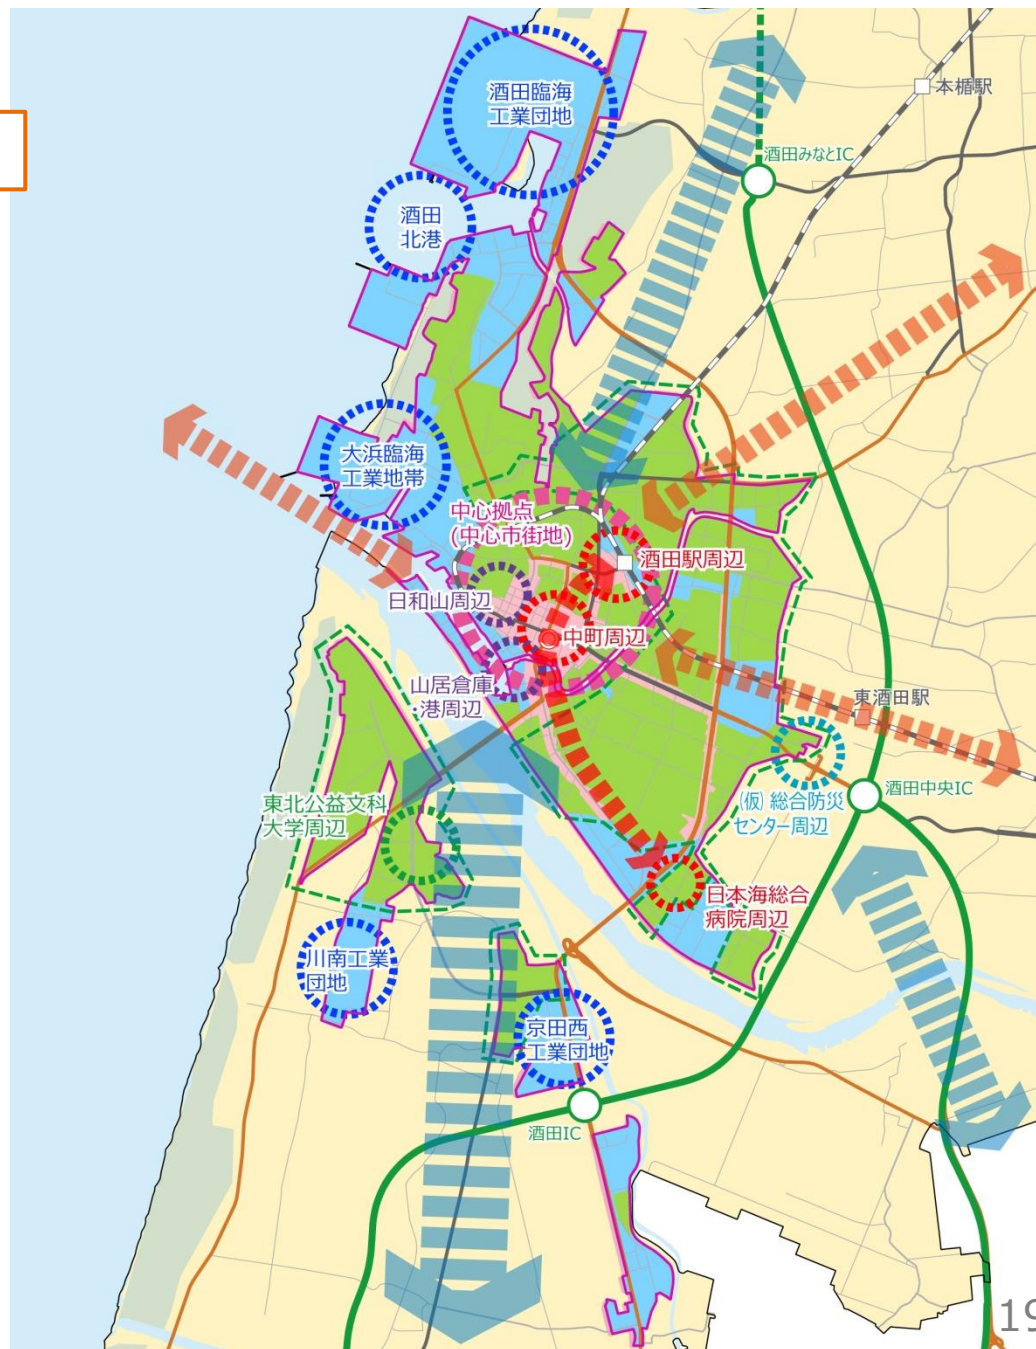 酒田臨海
工業団地
本楯駅
酒田みなとIC
酒田
北港
大浜臨海
工業地帯
中心拠点
(中心市街地)
酒田駅周辺
日和山周辺
中町周辺
山居倉庫
・港周辺
東酒田駅
酒田中央IC
(仮)総合防災
センター周辺
東北公益文科
大学周辺
日本海総合
病院周辺
川南工業
団地
京田西
工業団地
酒田IC
19